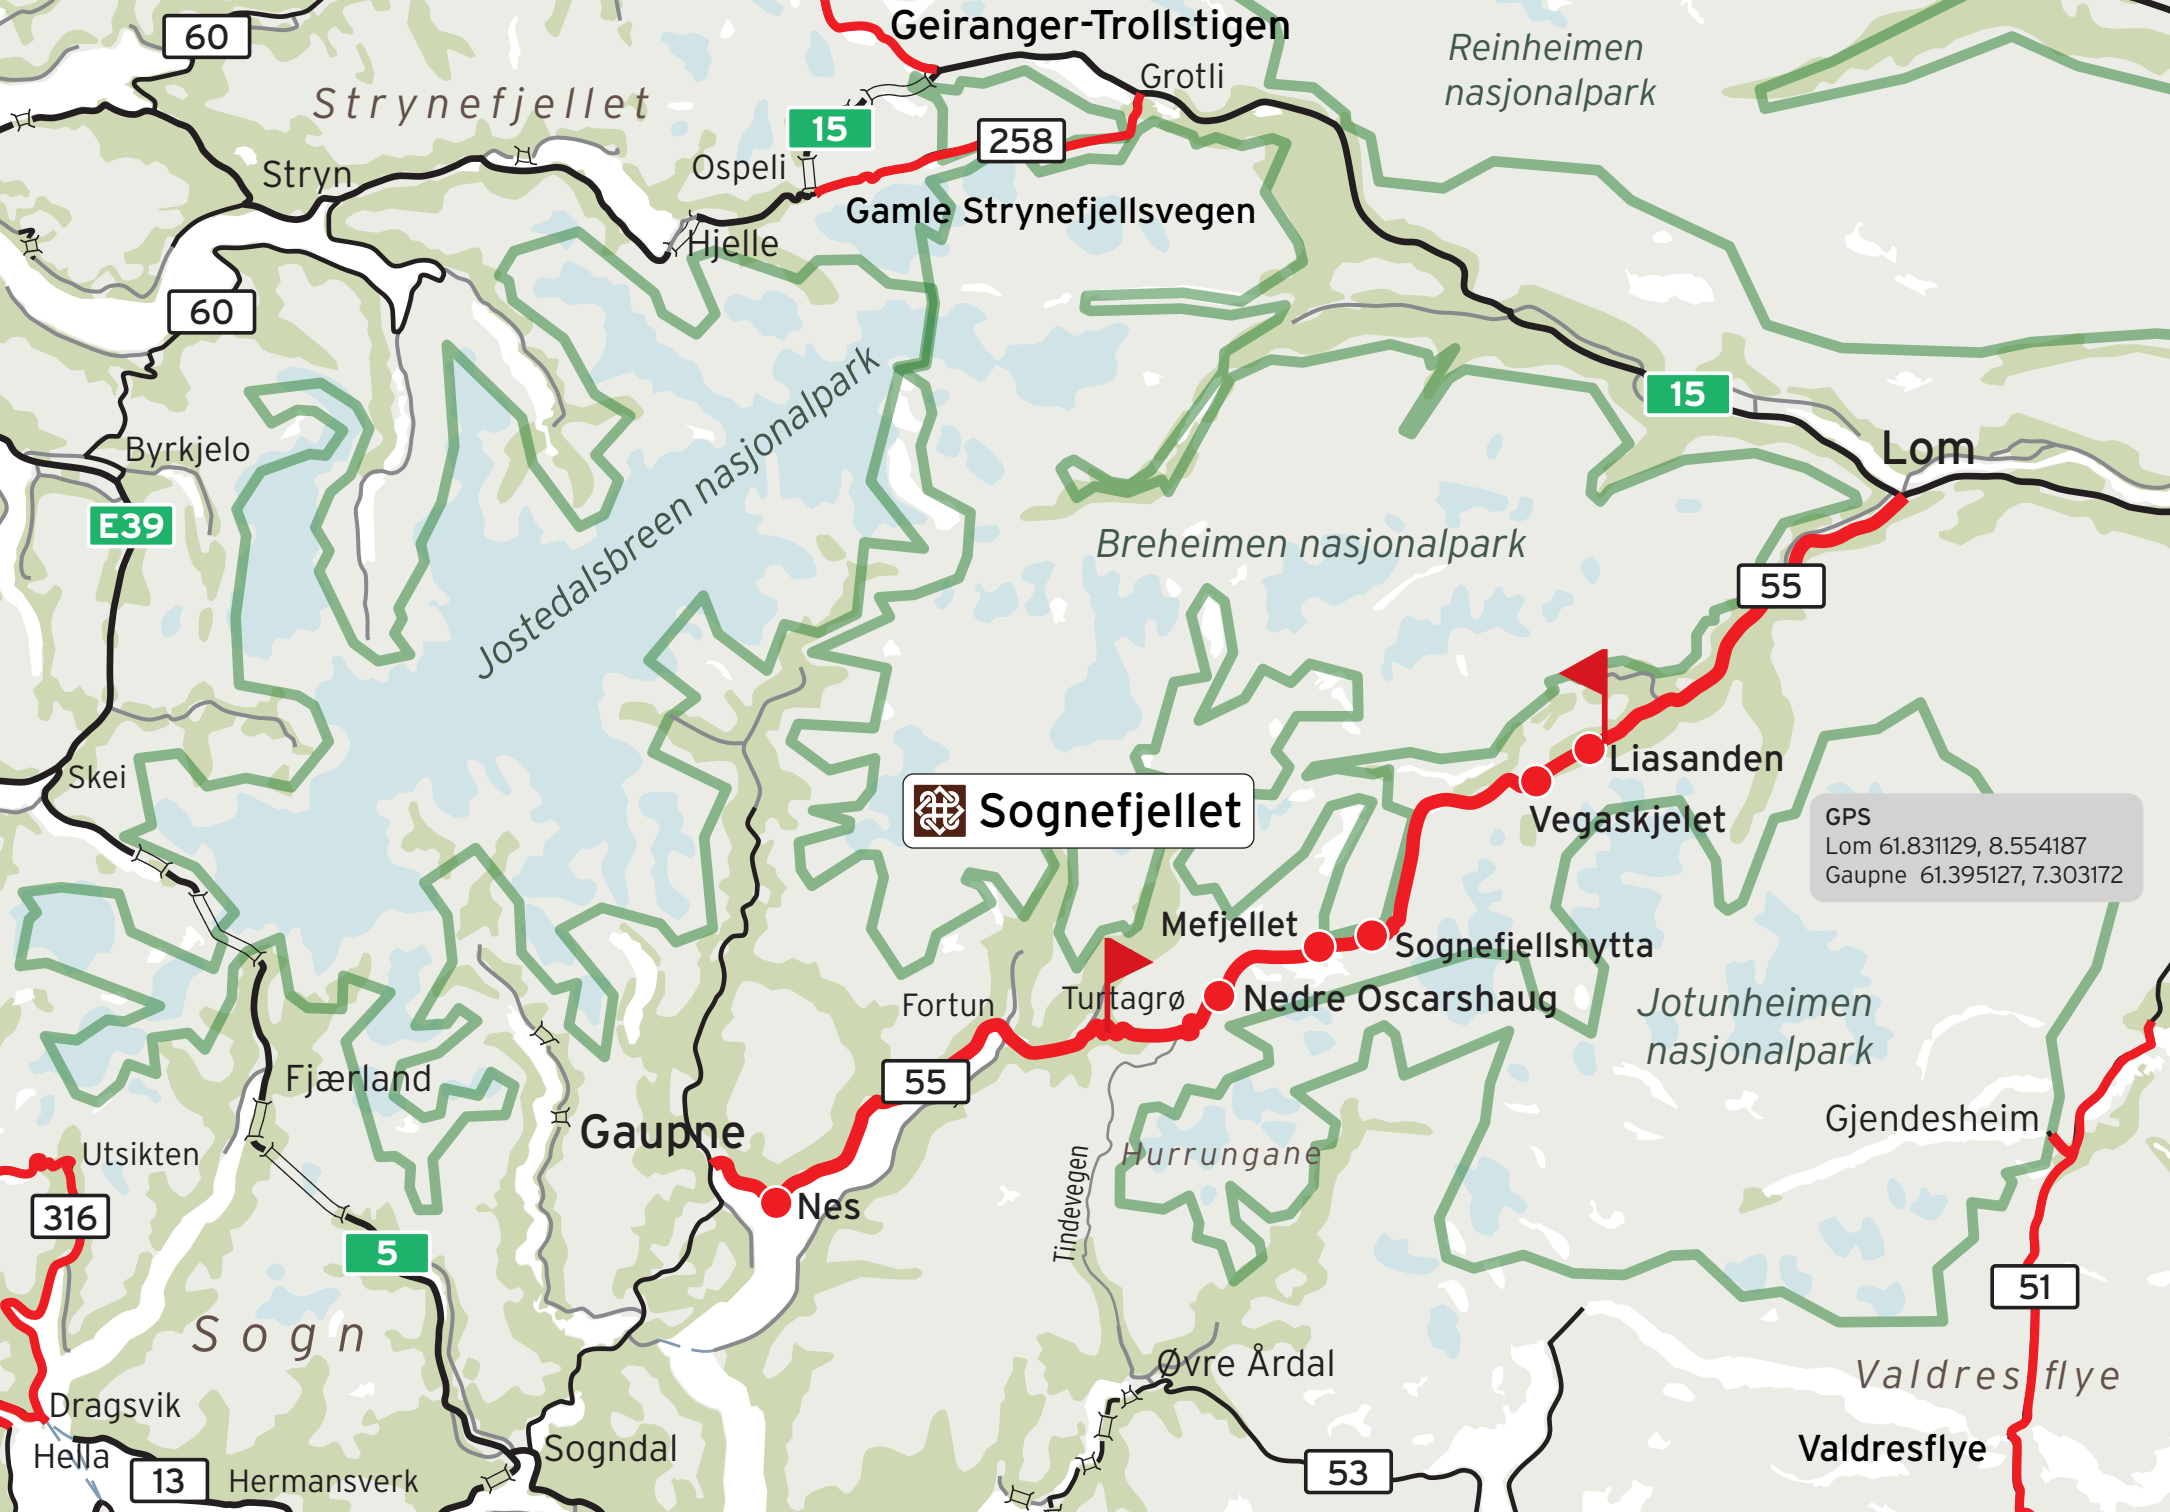 Geiranger-Trollstigen
60
Reinheimen
nasjonalpark
Grotli
Strynefjellet
15
258
Ospeli
Stryn
Gamle Strynefjellsvegen
Hjelle
60
Jostedalsbreen nasjonalpark
15
Lom
Byrkjelo
E39
Breheimen nasjonalpark
55
Skei
Liasanden
Sognefjellet
Vegaskjelet
GPS
Lom 61.831129, 8.554187
Gaupne 61.395127, 7.303172
Mefjellet
Sognefjellshytta
Fortun
Turtagrø
Nedre Oscarshaug
Jotunheimen
nasjonalpark
Fjærland
55
Gjendesheim
Gaupne
Utsikten
Hurrungane
Tindevegen
Nes
316
5
51
Sogn
Øvre Årdal
Valdresflye
Dragsvik
Sogndal
Valdresflye
Hella
13
Hermansverk
53